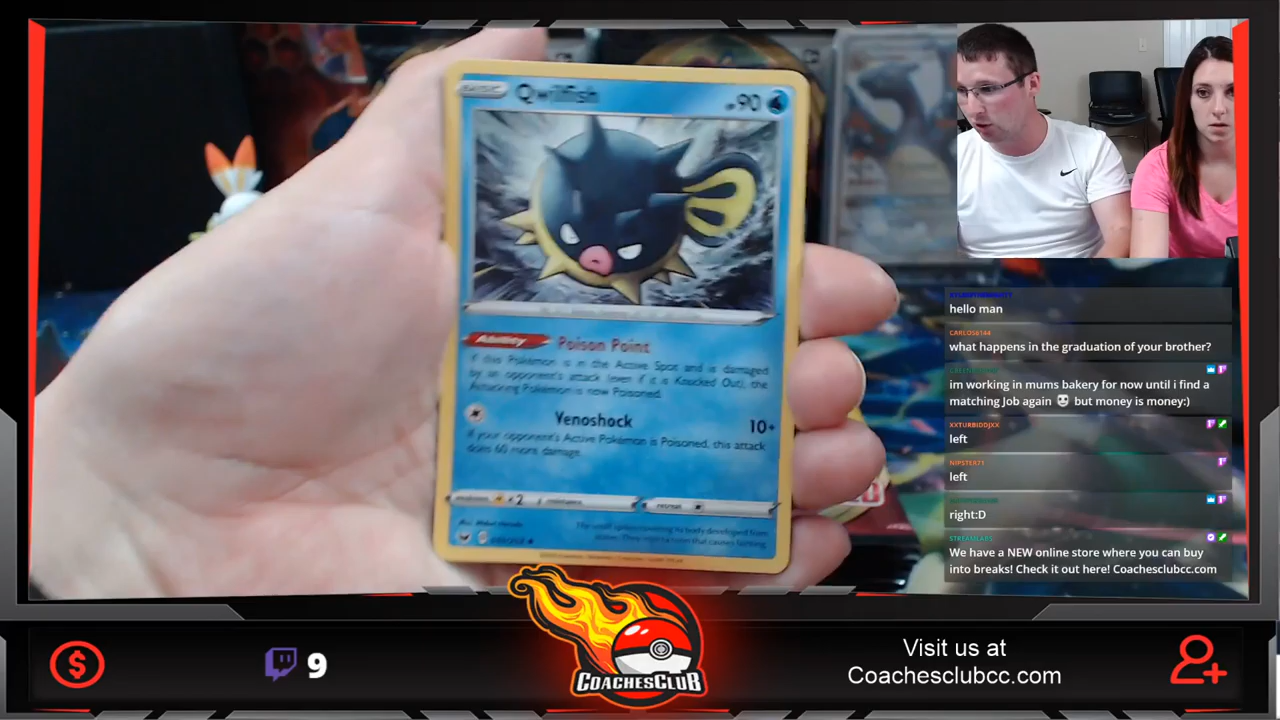 BASIC Qwilfish 90
Ability Poison Point
If this Pokémon is in the Active Spot and is damaged
by an opponent's attack (even if it is Knocked Out), the
Attacking Pokémon is now Poisoned.
Venoshock 10+
If your opponent's Active Pokémon is Poisoned, this attack
does 60 more damage.
weakness ×2 resistance retreat
hello man
CARLOS6144
what happens in the graduation of your brother?
im working in mums bakery for now until i find a
matching Job again but money is money:)
XXTURBIDDJXX
left
NIPSTER71
left
right:D
STREAMLABS
We have a NEW online store where you can buy
into breaks! Check it out here! Coachesclubcc.com
$
9
COACHESCLUB
Visit us at
Coachesclubcc.com